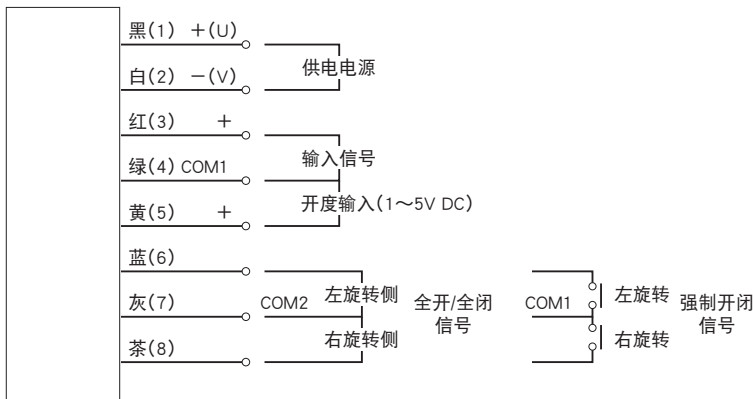 黑(1) +(U)
供电电源
白(2) −(V)
红(3) +
输入信号
绿(4) COM1
开度输入(1～5V DC)
黄(5) +
蓝(6)
灰(7) COM2 左旋转侧 全开/全闭 COM1 左旋转 强制开闭
信号 信号
右旋转侧 右旋转
茶(8)